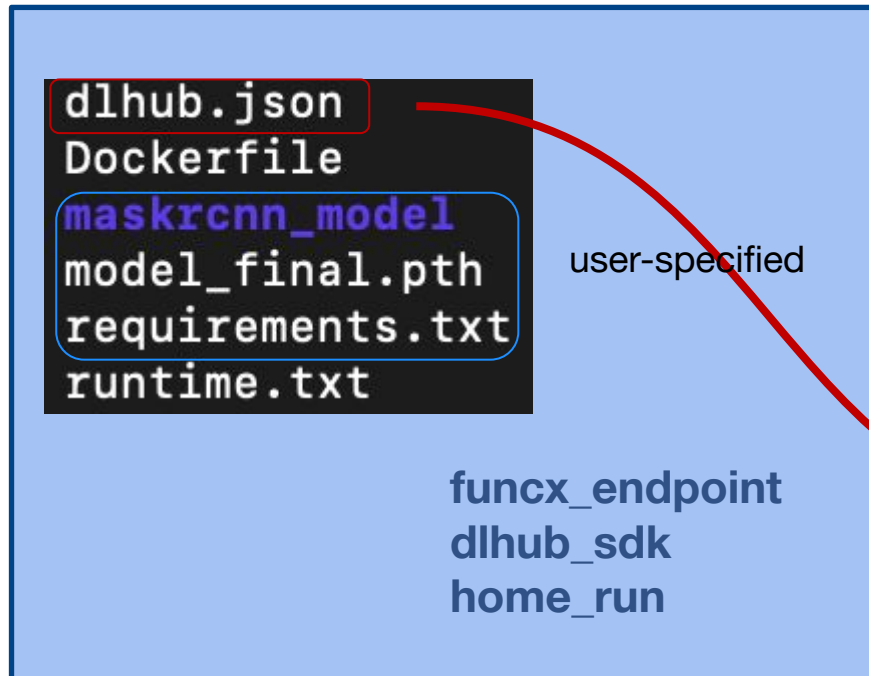 dlhub.json
Dockerfile
maskrcnn_model
model_final.pth
requirements.txt
runtime.txt
user-specified
funcx_endpoint
dlhub_sdk
home_run